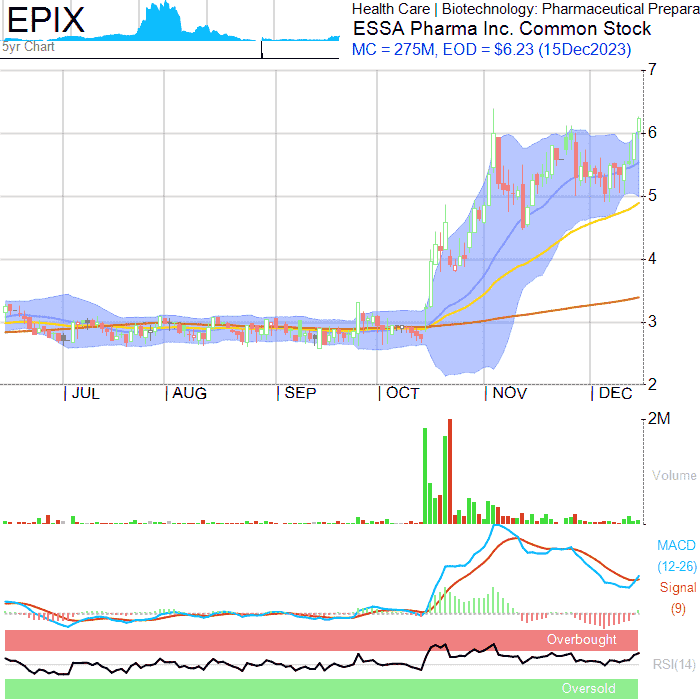 EPIX
5yr Chart
Health Care | Biotechnology: Pharmaceutical Prepara
ESSA Pharma Inc. Common Stock
MC = 275M, EOD = $6.23 (15Dec2023)
7
6
5
4
3
2
JUL AUG SEP OCT NOV DEC
2M
Volume
MACD
(12-26)
Signal
(9)
Overbought
RSI(14)
Oversold